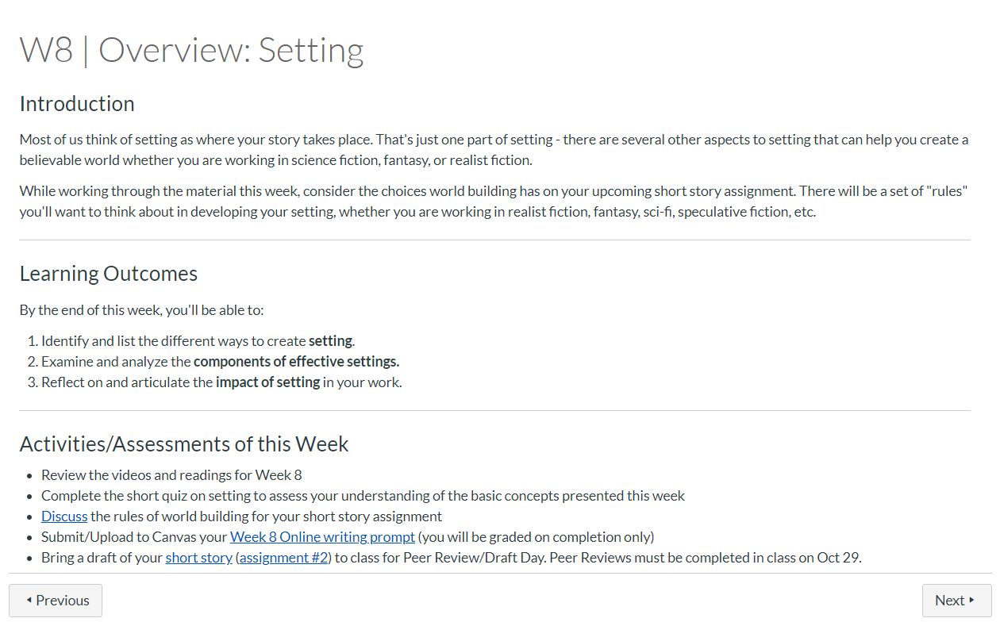 W8 | Overview: Setting
Introduction
Most of us think of setting as where your story takes place. That's just one part of setting - there are several other aspects to setting that can help you create a
believable world whether you are working in science fiction, fantasy, or realist fiction.
While working through the material this week, consider the choices world building has on your upcoming short story assignment. There will be a set of "rules"
you'll want to think about in developing your setting, whether you are working in realist fiction, fantasy, sci-fi, speculative fiction, etc.
Learning Outcomes
By the end of this week, you'll be able to:
1. Identify and list the different ways to create setting.
2. Examine and analyze the components of effective settings.
3. Reflect on and articulate the impact of setting in your work.
Activities/Assessments of this Week
• Review the videos and readings for Week 8
• Complete the short quiz on setting to assess your understanding of the basic concepts presented this week
• Discuss the rules of world building for your short story assignment
• Submit/Upload to Canvas your Week 8 Online writing prompt (you will be graded on completion only)
• Bring a draft of your short story (assignment #2) to class for Peer Review/Draft Day. Peer Reviews must be completed in class on Oct 29.
Previous
Next